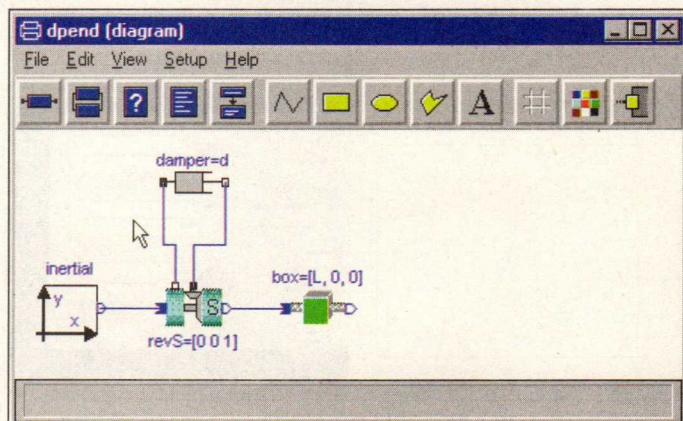 dpend (diagram)
File Edit View Setup Help
? A
damper=d
inertial
box=[L, 0, 0]
y
S
x
revS=[0 0 1]